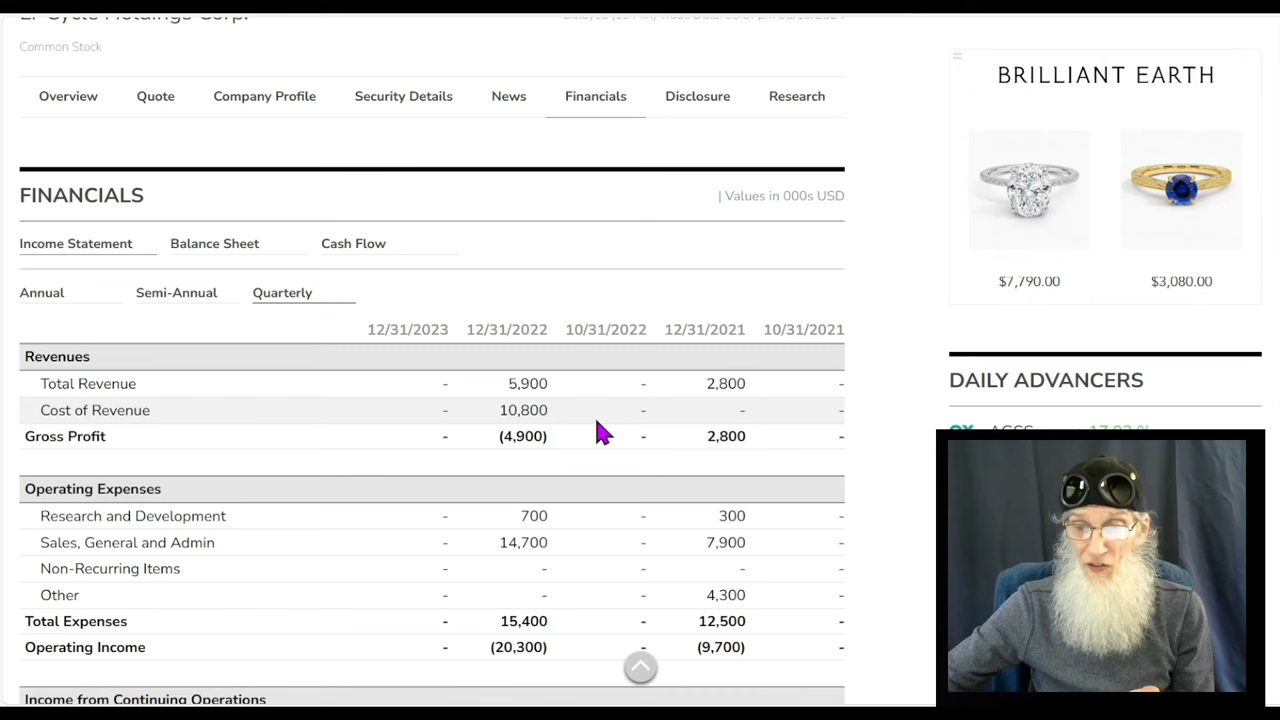 Common Stock
Overview Quote Company Profile Security Details News Financials Disclosure Research
FINANCIALS
| Values in 000s USD
Income Statement Balance Sheet Cash Flow
Annual Semi-Annual Quarterly
12/31/2023 12/31/2022 10/31/2022 12/31/2021 10/31/2021
Revenues
Total Revenue - 5,900 - 2,800 -
Cost of Revenue - 10,800 - - -
Gross Profit - (4,900) - 2,800 -
Operating Expenses
Research and Development - 700 - 300 -
Sales, General and Admin - 14,700 - 7,900 -
Non-Recurring Items - - - - -
Other - - - 4,300 -
Total Expenses - 15,400 - 12,500 -
Operating Income - (20,300) - (9,700) -
Income from Continuing Operations
BRILLIANT EARTH
$7,790.00 $3,080.00
DAILY ADVANCERS